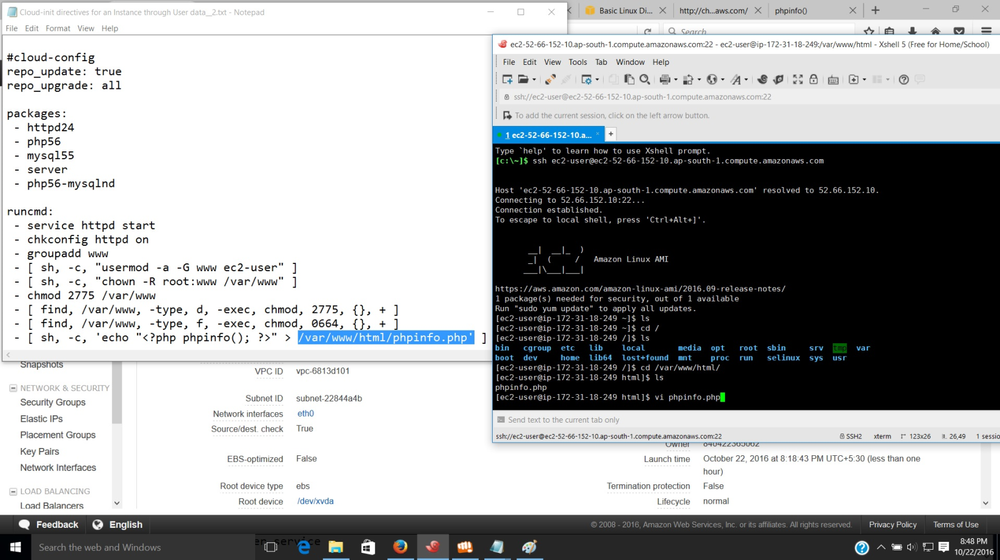 Cloud-init directives for an Instance through User data_2.txt - Notepad
File Edit Format View Help
#cloud-config
repo_update: true
repo_upgrade: all
packages:
- httpd24
- php56
- mysql55
- server
- php56-mysqlnd
runcmd:
- service httpd start
- chkconfig httpd on
- groupadd www
- [ sh, -c, "usermod -a -G www ec2-user" ]
- [ sh, -c, "chown -R root:www /var/www" ]
- chmod 2775 /var/www
- [ find, /var/www, -type, d, -exec, chmod, 2775, {}, + ]
- [ find, /var/www, -type, f, -exec, chmod, 0664, {}, + ]
- [ sh, -c, 'echo "<?php phpinfo(); ?>" > /var/www/html/phpinfo.php' ]
Basic Linux Di...
http://ch...aws.com/
phpinfo()
Search
ec2-52-66-152-10.ap-south-1.compute.amazonaws.com:22 - ec2-user@ip-172-31-18-249:/var/www/html - Xshell 5 (Free for Home/School)
File Edit View Tools Tab Window Help
ssh://ec2-user@ec2-52-66-152-10.ap-south-1.compute.amazonaws.com:22
To add the current session, click on the left arrow button.
1 ec2-52-66-152-10.a...
Type `help' to learn how to use Xshell prompt.
[c:\~]$ ssh ec2-user@ec2-52-66-152-10.ap-south-1.compute.amazonaws.com
Host 'ec2-52-66-152-10.ap-south-1.compute.amazonaws.com' resolved to 52.66.152.10.
Connecting to 52.66.152.10:22...
Connection established.
To escape to local shell, press 'Ctrl+Alt+]'.
__|  __|_  )
_|  (     /   Amazon Linux AMI
___|\___|___|
https://aws.amazon.com/amazon-linux-ami/2016.09-release-notes/
1 package(s) needed for security, out of 1 available
Run "sudo yum update" to apply all updates.
[ec2-user@ip-172-31-18-249 ~]$ ls
[ec2-user@ip-172-31-18-249 ~]$ cd /
[ec2-user@ip-172-31-18-249 /]$ ls
bin cgroup etc lib local media opt root sbin srv tmp var
boot dev home lib64 lost+found mnt proc run selinux sys usr
[ec2-user@ip-172-31-18-249 /]$ cd /var/www/html/
[ec2-user@ip-172-31-18-249 html]$ ls
phpinfo.php
[ec2-user@ip-172-31-18-249 html]$ vi phpinfo.php
Send text to the current tab only
ssh://ec2-user@ec2-52-66-152-10.ap-south-1.compute.amazonaws.com:22 SSH2 xterm 123x26 26,49 1 sessio
Snapshots
NETWORK & SECURITY
Security Groups
Elastic IPs
Placement Groups
Key Pairs
Network Interfaces
LOAD BALANCING
Load Balancers
VPC ID vpc-6813d101
Subnet ID subnet-22844a4b
Network interfaces eth0
Source/dest. check True
EBS-optimized False
Root device type ebs
Root device /dev/xvda
Owner 840422365062
Launch time October 22, 2016 at 8:18:43 PM UTC+5:30 (less than one hour)
Termination protection False
Lifecycle normal
Feedback English
© 2008 - 2016, Amazon Web Services, Inc. or its affiliates. All rights reserved. Privacy Policy Terms of Use
Search the web and Windows
8:48 PM
10/22/2016